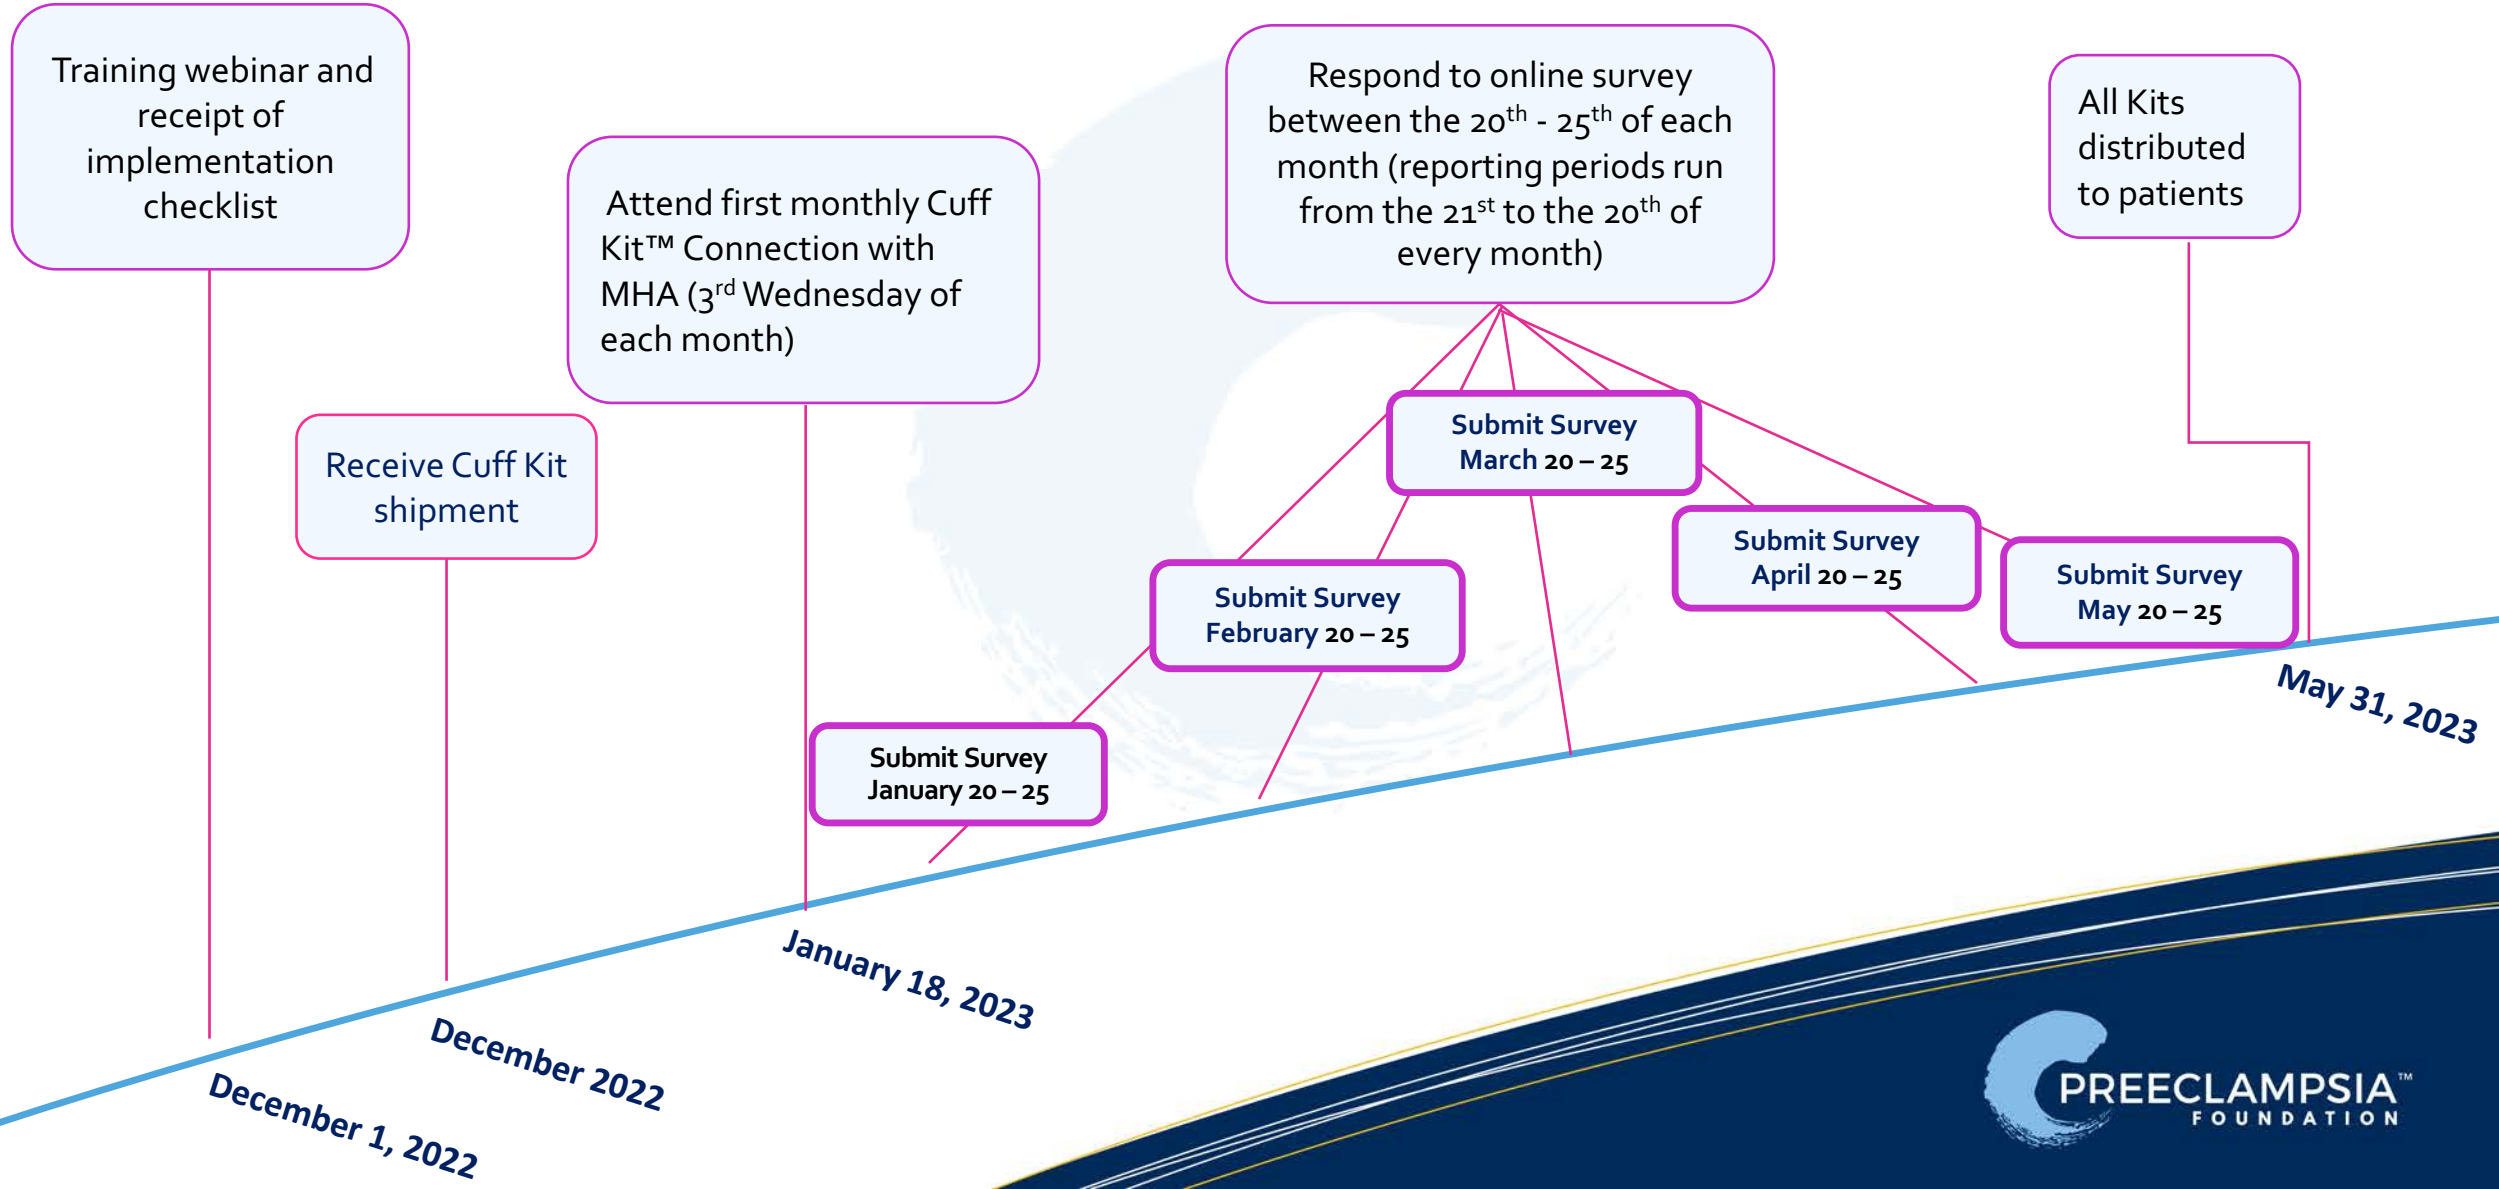 Training webinar and
receipt of
implementation
checklist
Receive Cuff Kit
shipment
Attend first monthly Cuff
Kit™ Connection with
MHA (3rd Wednesday of
each month)
Respond to online survey
between the 20th - 25th of each
month (reporting periods run
from the 21st to the 20th of
every month)
All Kits
distributed
to patients
Submit Survey
January 20 – 25
Submit Survey
February 20 – 25
Submit Survey
March 20 – 25
Submit Survey
April 20 – 25
Submit Survey
May 20 – 25
December 1, 2022
December 2022
January 18, 2023
May 31, 2023
PREECLAMPSIA™
FOUNDATION